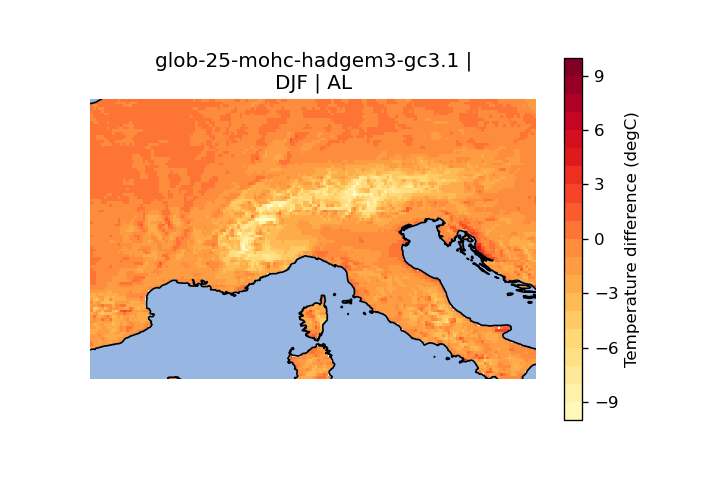 glob-25-mohc-hadgem3-gc3.1 |
DJF | AL
9
6
3
0
−3
−6
−9
Temperature difference (degC)